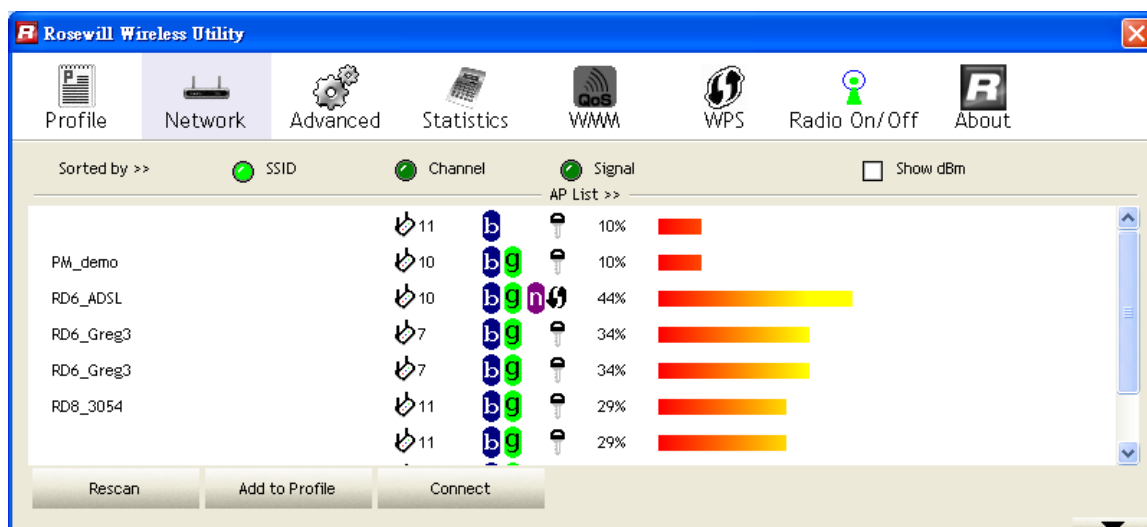 R Rosewill Wireless Utility
P
QoS
R
Profile Network Advanced Statistics WMM WPS Radio On/Off About
Sorted by >> SSID Channel Signal Show dBm
AP List >>
11 b 10%
PM_demo 10 b g 10%
RD6_ADSL 10 b g n 44%
RD6_Greg3 7 b g 34%
RD6_Greg3 7 b g 34%
RD8_3054 11 b g 29%
11 b g 29%
Rescan Add to Profile Connect